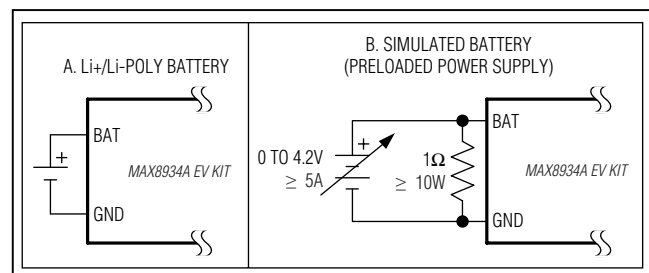 A. Li+/Li-POLY BATTERY
BAT
+
MAX8934A EV KIT
GND
B. SIMULATED BATTERY
(PRELOADED POWER SUPPLY)
BAT
+
0 TO 4.2V
≥ 5A
1Ω
≥ 10W
MAX8934A EV KIT
GND